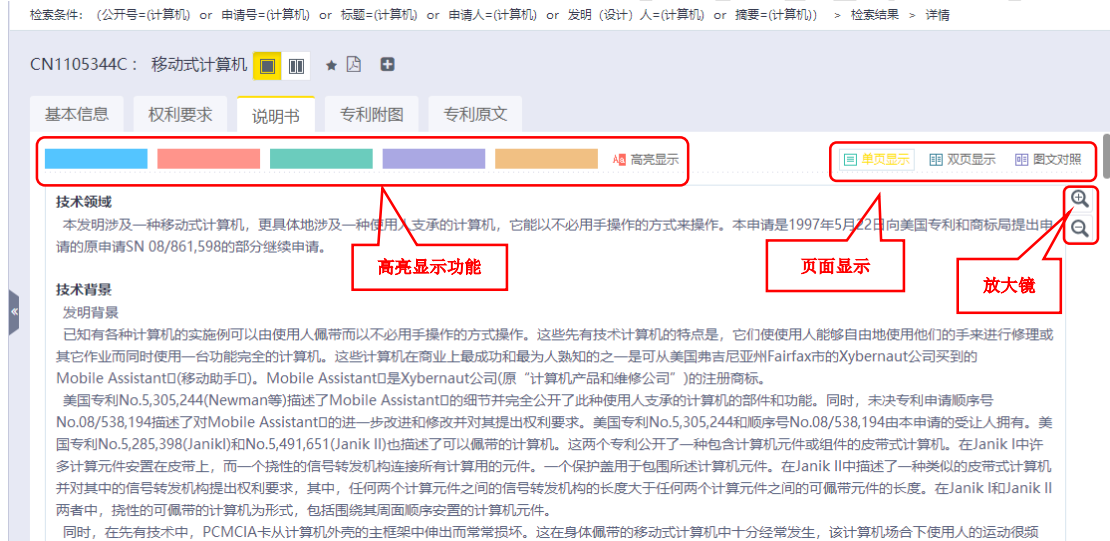 检索条件: (公开号=(计算机) or 申请号=(计算机) or 标题=(计算机) or 申请人=(计算机) or 发明（设计）人=(计算机) or 摘要=(计算机)) > 检索结果 > 详情
CN1105344C： 移动式计算机
基本信息 权利要求 说明书 专利附图 专利原文
高亮显示 单页显示 双页显示 图文对照
技术领域
本发明涉及一种移动式计算机，更具体地涉及一种使用人支承的计算机，它能以不必用手操作的方式来操作。本申请是1997年5月22日向美国专利和商标局提出申
请的原申请SN 08/861,598的部分继续申请。
高亮显示功能
页面显示
放大镜
技术背景
发明背景
已知有各种计算机的实施例可以由使用人佩带而以不必用手操作的方式操作。这些先有技术计算机的特点是，它们使使用人能够自由地使用他们的手来进行修理或
其它作业而同时使用一台功能完全的计算机。这些计算机在商业上最成功和最为人熟知的之一是可从美国弗吉尼亚州Fairfax市的Xybernaut公司买到的
Mobile Assistant▯(移动助手▯)。Mobile Assistant▯是Xybernaut公司(原“计算机产品和维修公司”)的注册商标。
美国专利No.5,305,244(Newman等)描述了Mobile Assistant▯的细节并完全公开了此种使用人支承的计算机的部件和功能。同时，未决专利申请顺序号
No.08/538,194描述了对Mobile Assistant▯的进一步改进和修改并对其提出权利要求。美国专利No.5,305,244和顺序号No.08/538,194由本申请的受让人拥有。美
国专利No.5,285,398(JanikI)和No.5,491,651(Janik II)也描述了可以佩带的计算机。这两个专利公开了一种包含计算机元件或组件的皮带式计算机。在Janik I中许
多计算元件安置在皮带上，而一个挠性的信号转发机构连接所有计算用的元件。一个保护盖用于包围所述计算机元件。在Janik II中描述了一种类似的皮带式计算机
并对其中的信号转发机构提出权利要求，其中，任何两个计算元件之间的信号转发机构的长度大于任何两个计算元件之间的可佩带元件的长度。在Janik I和Janik II
两者中，挠性的可佩带的计算机为形式，包括围绕其周面顺序安置的计算机元件。
同时，在先有技术中，PCMCIA卡从计算机外壳的主框架中伸出而常常损坏。这在身体佩带的移动式计算机中十分经常发生，该计算机场合下使用人的运动很频